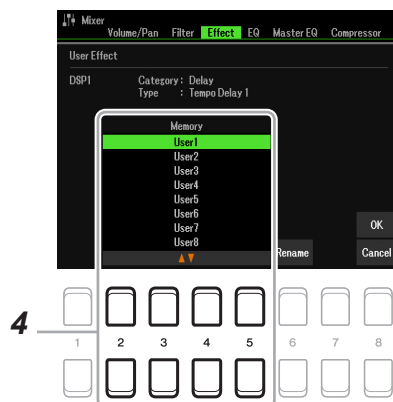 Mixer
Volume/Pan Filter Effect EQ Master EQ Compressor
User Effect
DSP1 Category : Delay
Type : Tempo Delay 1
Memory
User1
User2
User3
User4
User5
User6
User7
User8
OK
Rename Cancel
4
1 2 3 4 5 6 7 8